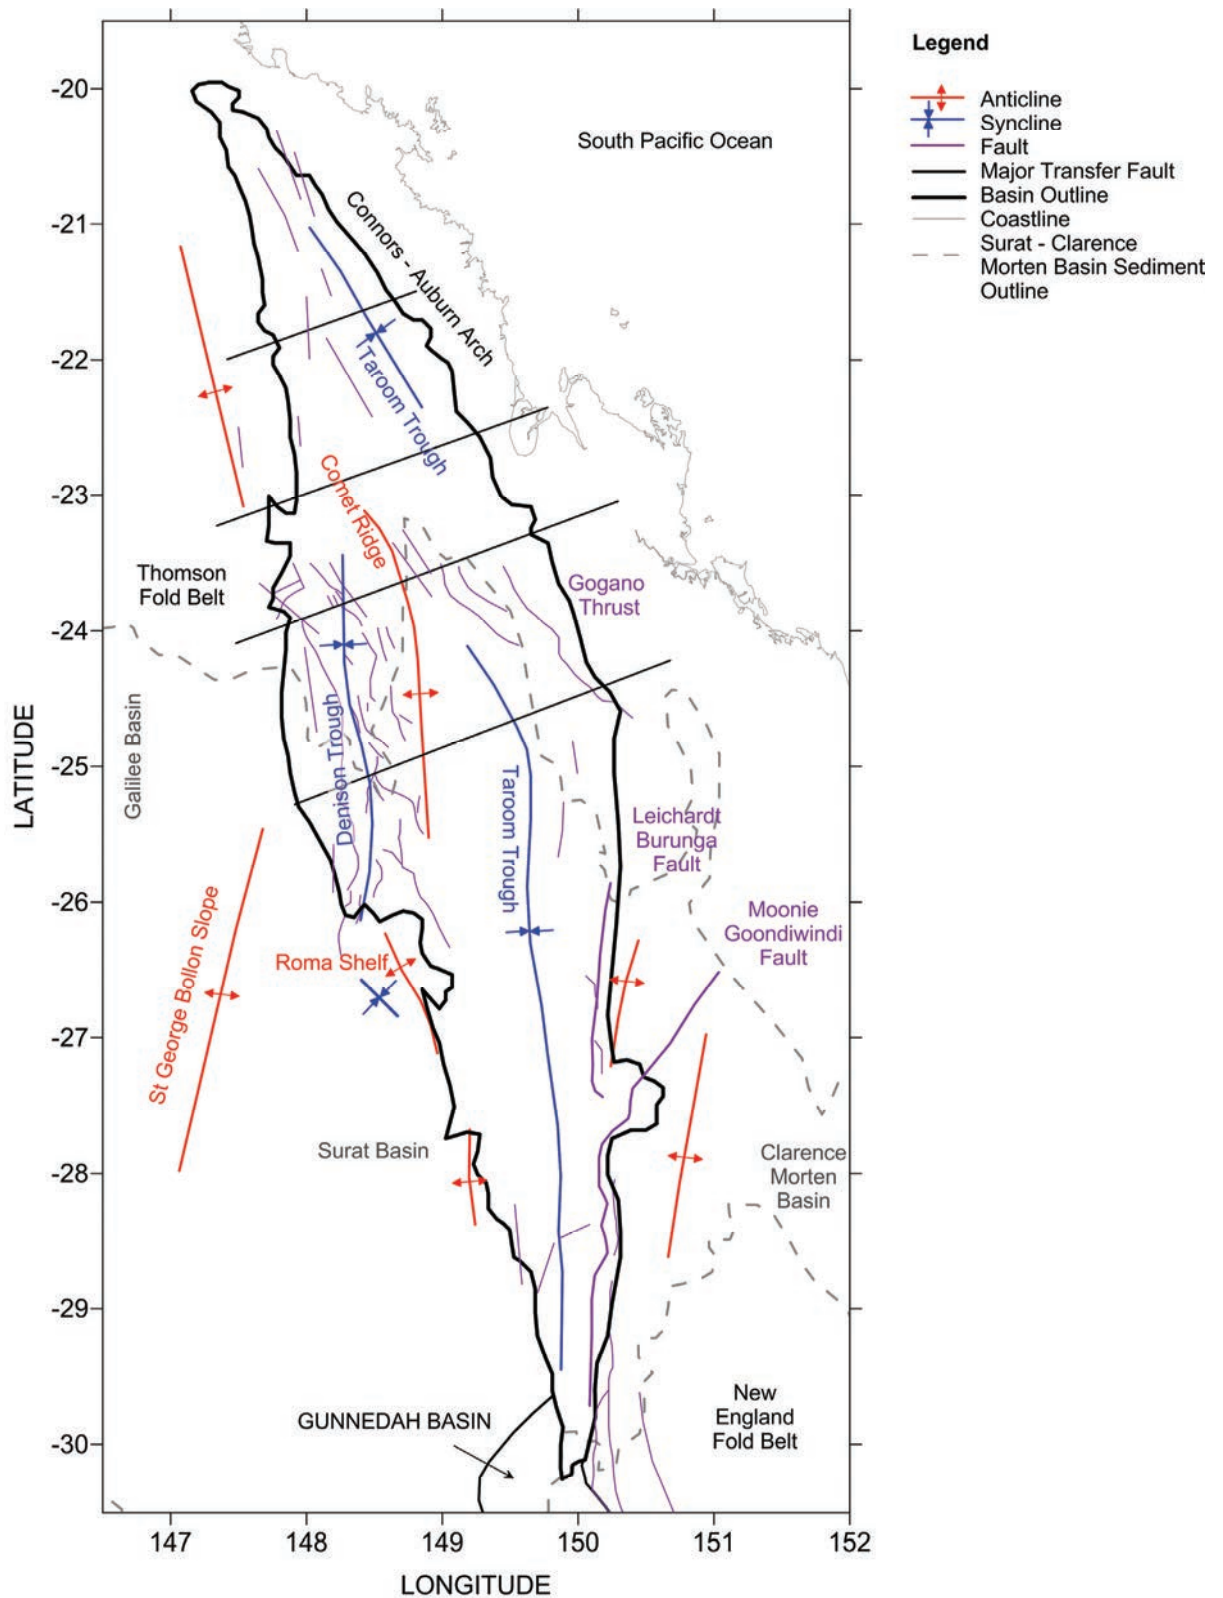 Legend
Anticline
Syncline
Fault
Major Transfer Fault
Basin Outline
Coastline
Surat - Clarence
Morten Basin Sediment
Outline
South Pacific Ocean
Connors - Auburn Arch
Taroom Trough
Comet Ridge
Thomson
Fold Belt
Gogano
Thrust
Galilee Basin
Denison Trough
Taroom Trough
Leichardt
Burunga
Fault
Moonie
Goondiwindi
Fault
St George Bollon Slope
Roma Shelf
Surat Basin
Clarence
Morten
Basin
GUNNEDAH BASIN
New
England
Fold Belt
LATITUDE
-20
-21
-22
-23
-24
-25
-26
-27
-28
-29
-30
147 148 149 150 151 152
LONGITUDE